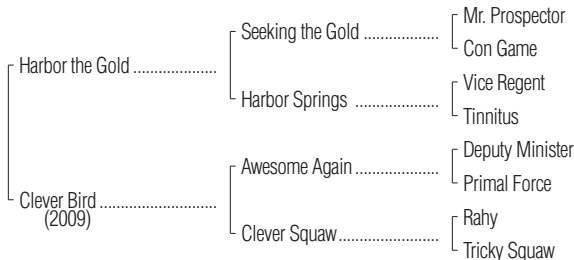 Mr. Prospector
Seeking the Gold ..................
Con Game
Harbor the Gold ....................
Vice Regent
Harbor Springs ....................
Tinnitus
Deputy Minister
Awesome Again ....................
Primal Force
Clever Bird ............................
(2009)
Rahy
Clever Squaw........................
Tricky Squaw